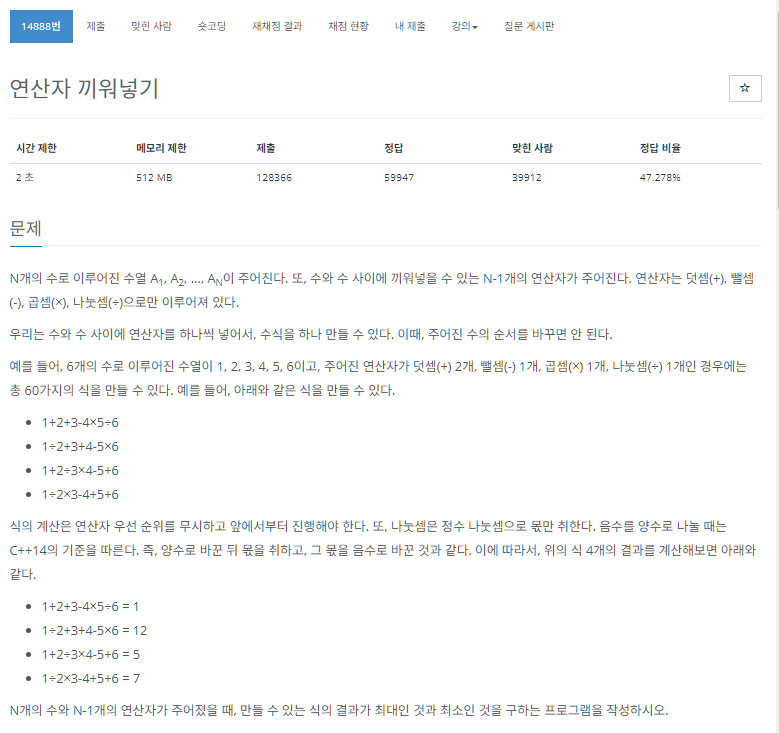 14888번 제출 맞힌 사람 숏코딩 재채점 결과 채점 현황 내 제출 강의 질문 게시판
연산자 끼워넣기
시간 제한 메모리 제한 제출 정답 맞힌 사람 정답 비율
2 초 512 MB 128366 59947 39912 47.278%
문제
N개의 수로 이루어진 수열 A1, A2, ..., AN이 주어진다. 또, 수와 수 사이에 끼워넣을 수 있는 N-1개의 연산자가 주어진다. 연산자는 덧셈(+), 뺄셈
(-), 곱셈(×), 나눗셈(÷)으로만 이루어져 있다.
우리는 수와 수 사이에 연산자를 하나씩 넣어서, 수식을 하나 만들 수 있다. 이때, 주어진 수의 순서를 바꾸면 안 된다.
예를 들어, 6개의 수로 이루어진 수열이 1, 2, 3, 4, 5, 6이고, 주어진 연산자가 덧셈(+) 2개, 뺄셈(-) 1개, 곱셈(×) 1개, 나눗셈(÷) 1개인 경우에는
총 60가지의 식을 만들 수 있다. 예를 들어, 아래와 같은 식을 만들 수 있다.
• 1+2+3-4×5÷6
• 1÷2+3+4-5×6
• 1+2÷3×4-5+6
• 1÷2×3-4+5+6
식의 계산은 연산자 우선 순위를 무시하고 앞에서부터 진행해야 한다. 또, 나눗셈은 정수 나눗셈으로 몫만 취한다. 음수를 양수로 나눌 때는
C++14의 기준을 따른다. 즉, 양수로 바꾼 뒤 몫을 취하고, 그 몫을 음수로 바꾼 것과 같다. 이에 따라서, 위의 식 4개의 결과를 계산해보면 아래와
같다.
• 1+2+3-4×5÷6 = 1
• 1÷2+3+4-5×6 = 12
• 1+2÷3×4-5+6 = 5
• 1÷2×3-4+5+6 = 7
N개의 수와 N-1개의 연산자가 주어졌을 때, 만들 수 있는 식의 결과가 최대인 것과 최소인 것을 구하는 프로그램을 작성하시오.